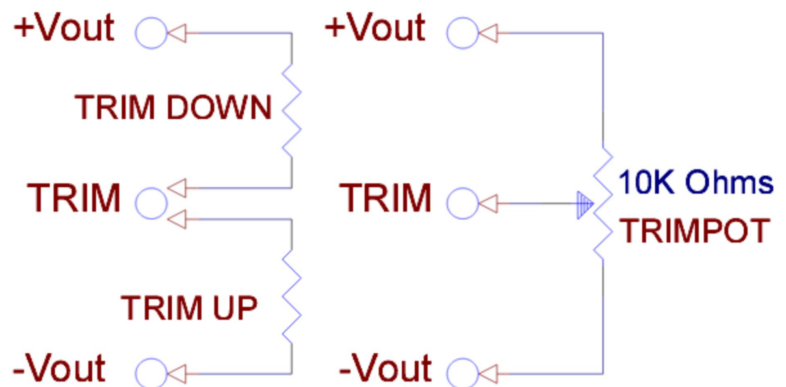 +Vout
TRIM DOWN
TRIM
TRIM UP
-Vout
+Vout
TRIM
10K Ohms
TRIMPOT
-Vout